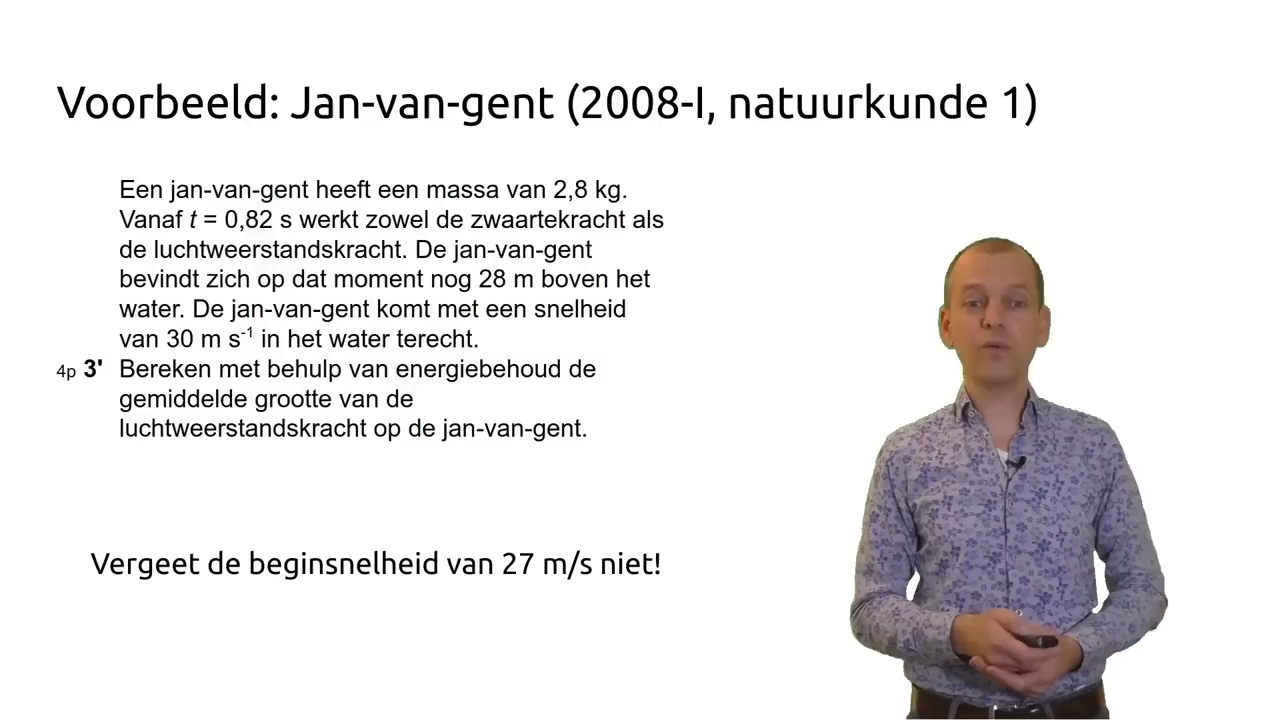 Voorbeeld: Jan-van-gent (2008-I, natuurkunde 1)
Een jan-van-gent heeft een massa van 2,8 kg.
Vanaf t = 0,82 s werkt zowel de zwaartekracht als
de luchtweerstandskracht. De jan-van-gent
bevindt zich op dat moment nog 28 m boven het
water. De jan-van-gent komt met een snelheid
van 30 m s⁻¹ in het water terecht.
4p 3' Bereken met behulp van energiebehoud de
gemiddelde grootte van de
luchtweerstandskracht op de jan-van-gent.
Vergeet de beginsnelheid van 27 m/s niet!